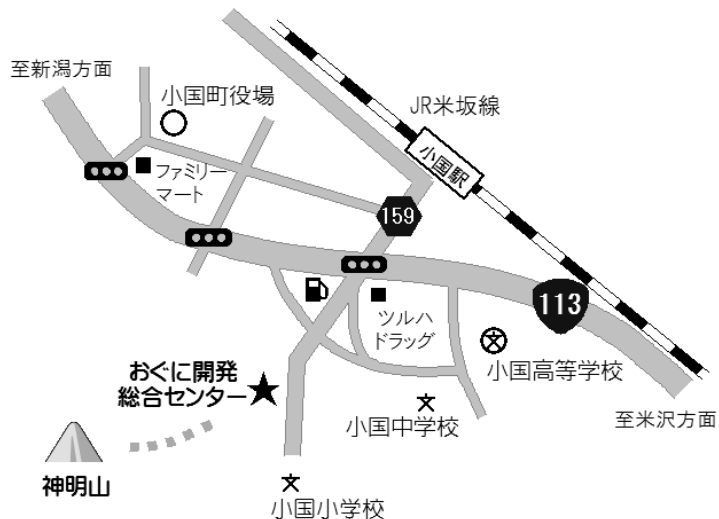 至新潟方面
小国町役場
JR米坂線
小国駅
ファミリー
マート
159
113
ツルハ
ドラッグ
小国高等学校
おぐに開発
総合センター
小国中学校
至米沢方面
神明山
小国小学校